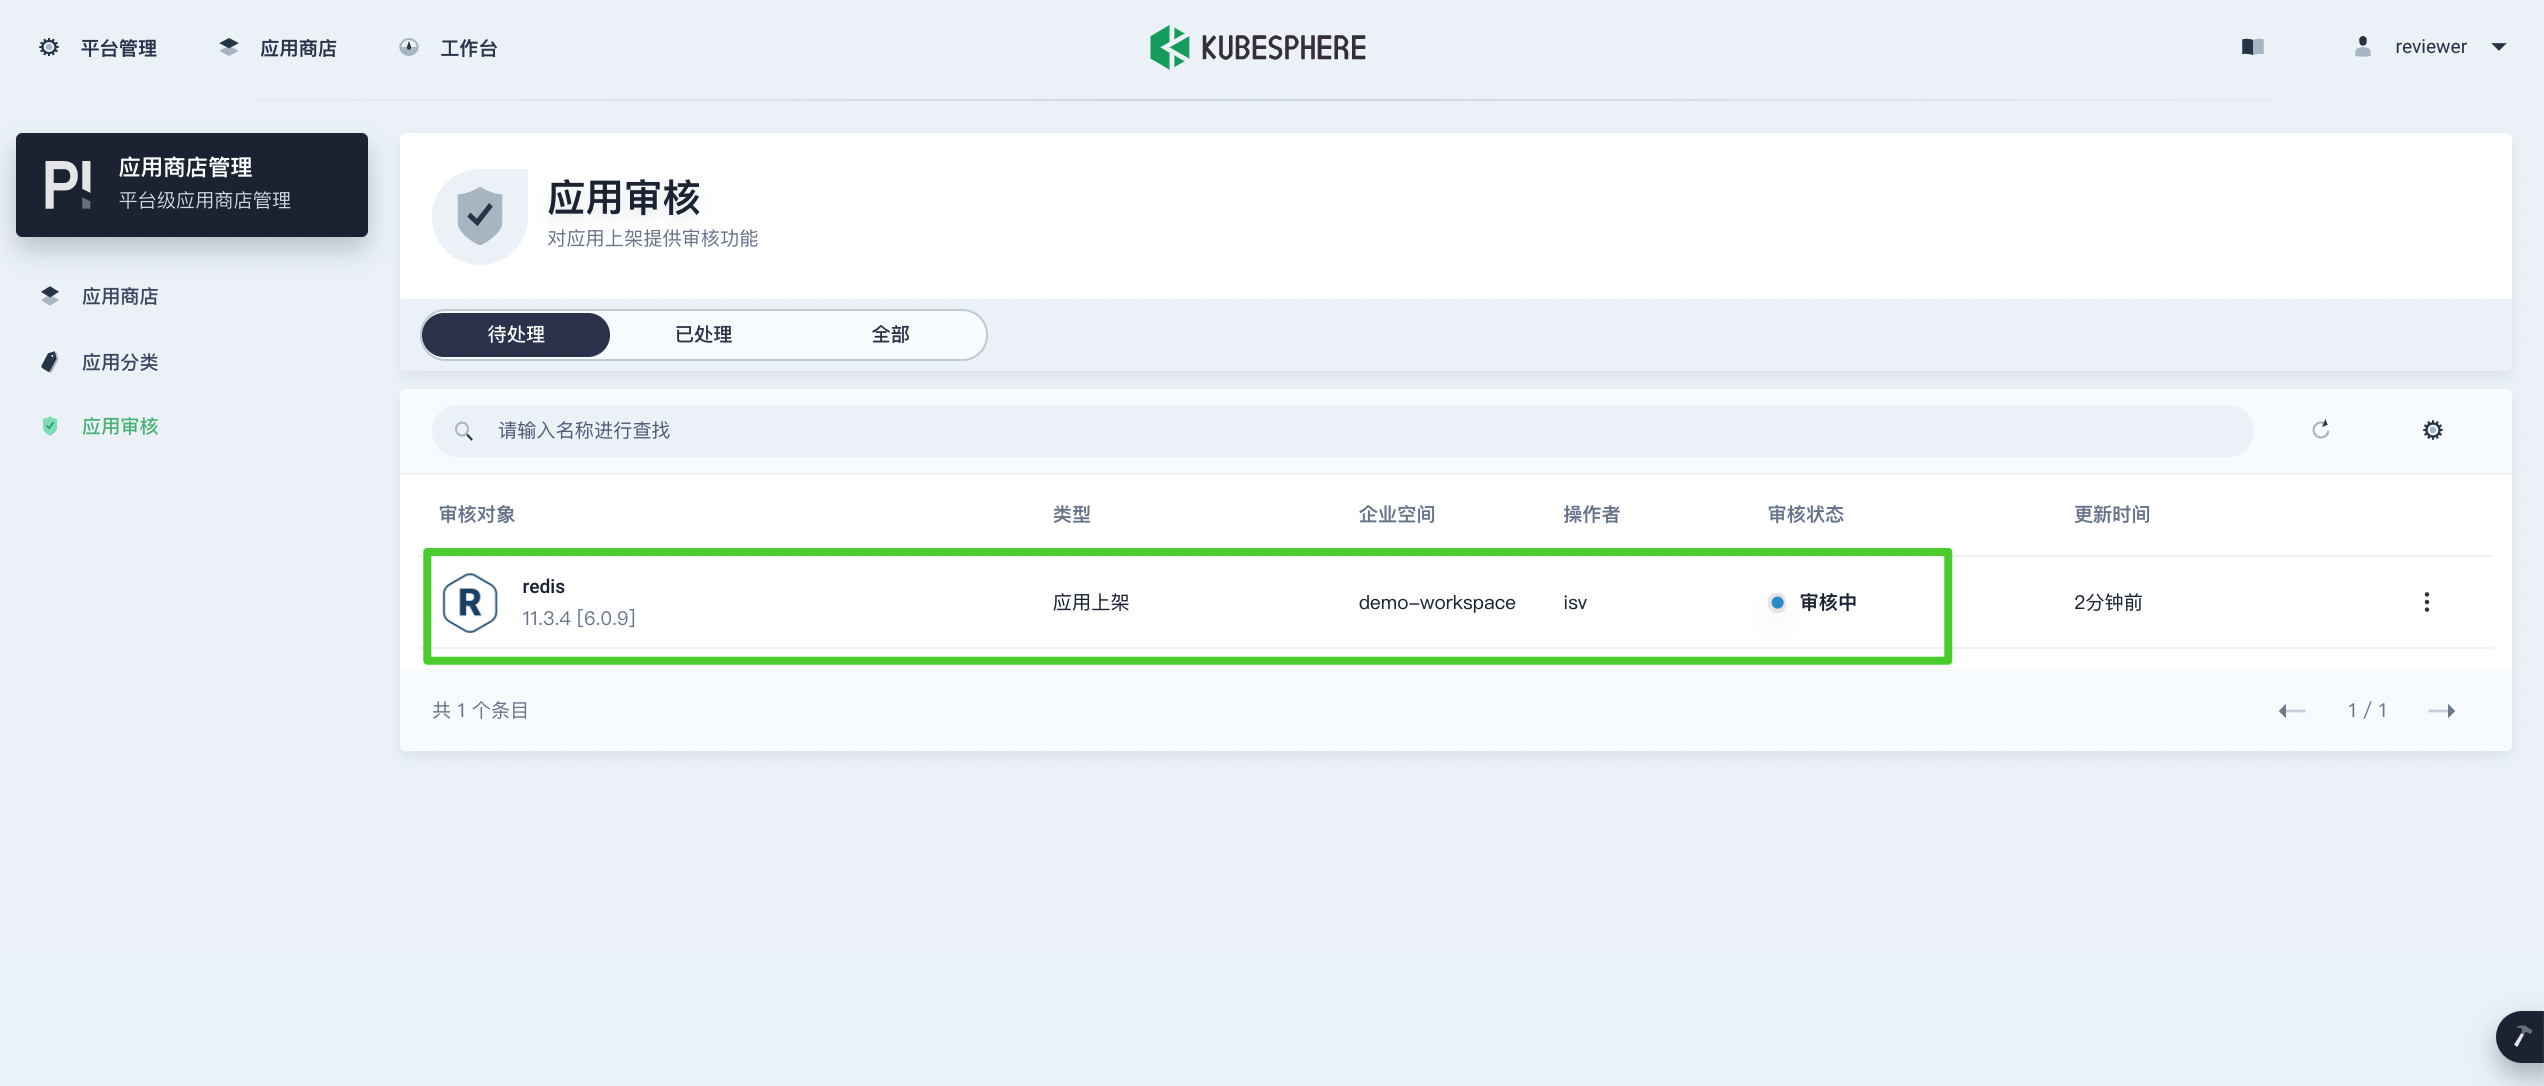 平台管理 应用商店 工作台 KUBESPHERE reviewer
应用商店管理
平台级应用商店管理
应用商店
应用分类
应用审核
应用审核
对应用上架提供审核功能
待处理 已处理 全部
请输入名称进行查找
审核对象 类型 企业空间 操作者 审核状态 更新时间
R redis 应用上架 demo-workspace isv 审核中 2分钟前
11.3.4 [6.0.9]
共 1 个条目 1 / 1